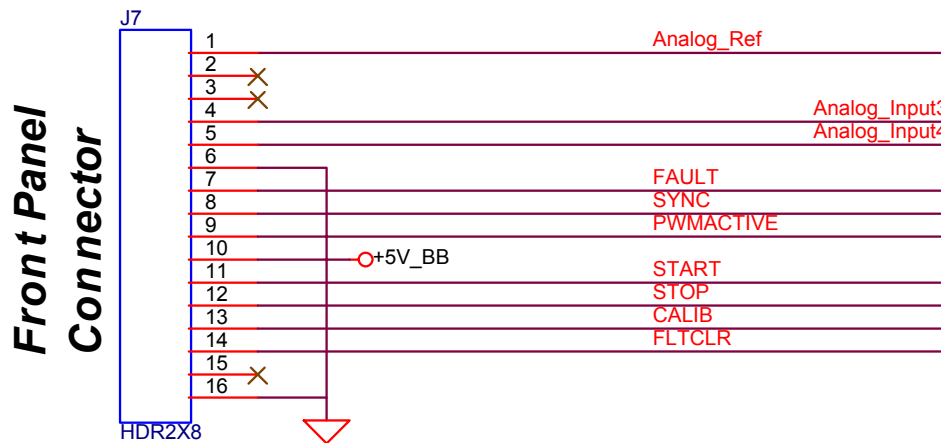 J7
Front Panel
Connector
1 Analog_Ref
2
3
4 Analog_Input3
5 Analog_Input4
6
7 FAULT
8 SYNC
9 PWMACTIVE
10 +5V_BB
11 START
12 STOP
13 CALIB
14 FLTCLR
15
16
HDR2X8